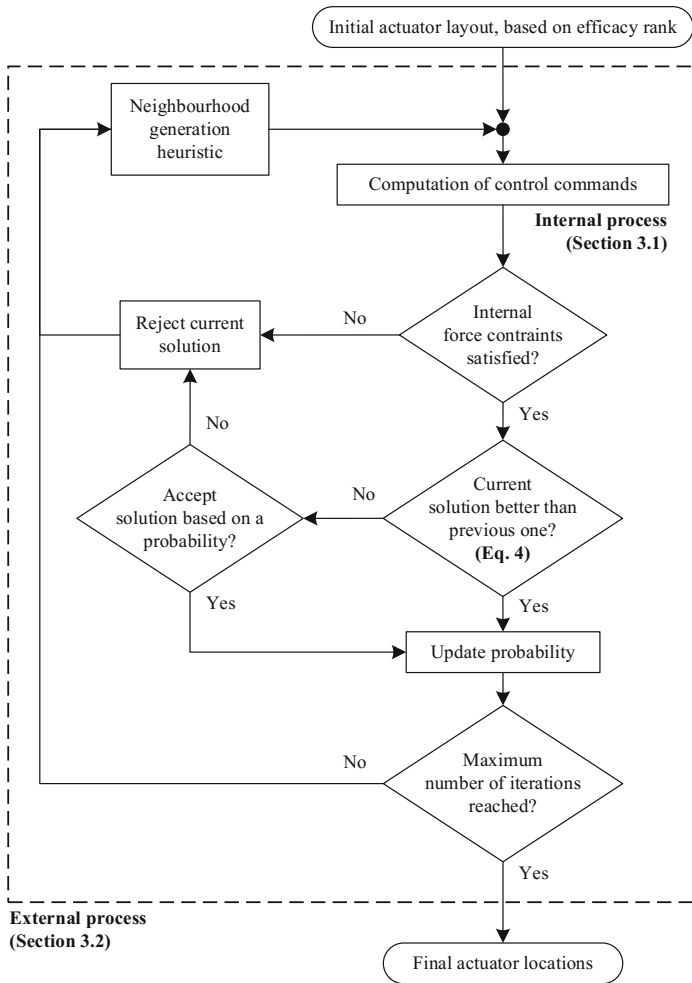 Initial actuator layout, based on efficacy rank
Neighbourhood
generation
heuristic
Computation of control commands
Internal process
(Section 3.1)
Internal
force contraints
satisfied?
No
Reject current
solution
Yes
No
Current
solution better than
previous one?
(Eq. 4)
No
Accept
solution based on a
probability?
Yes
Yes
Update probability
Maximum
number of iterations
reached?
No
Yes
External process
(Section 3.2)
Final actuator locations